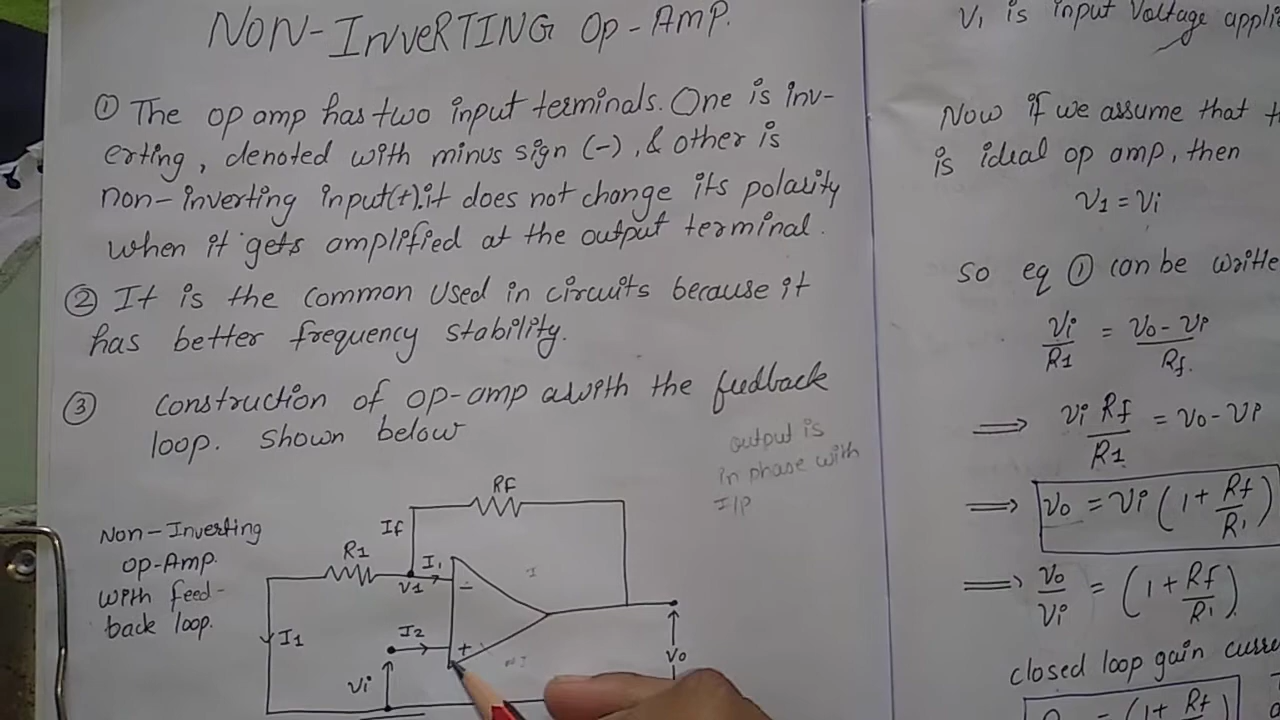 NON-INVERTING OP-AMP.
① The op amp has two input terminals. One is inv-
erting, denoted with minus sign (-), & other is
non-inverting input(+).it does not change its polarity
when it gets amplified at the output terminal.
② It is the common used in circuits because it
has better frequency stability.
③ construction of op-amp with the feedback
loop. shown below
output is
in phase with
I/P
Non-Inverting
op-Amp.
with feed-
back loop.
Rf
If
R1
I1
V1
-
I
I1
I2
+
NI
Vi
Vo
V1 is input voltage appli
Now if we assume that t
is ideal op amp, then
V1 = Vi
so eq ① can be writte
Vi/R1 = Vo - Vi/Rf.
⟹ Vi Rf/R1 = Vo - Vi
⟹ Vo = Vi (1 + Rf/R1
⟹ Vo/Vi = (1 + Rf/R1)
closed loop gain curre
= (1 + Rf